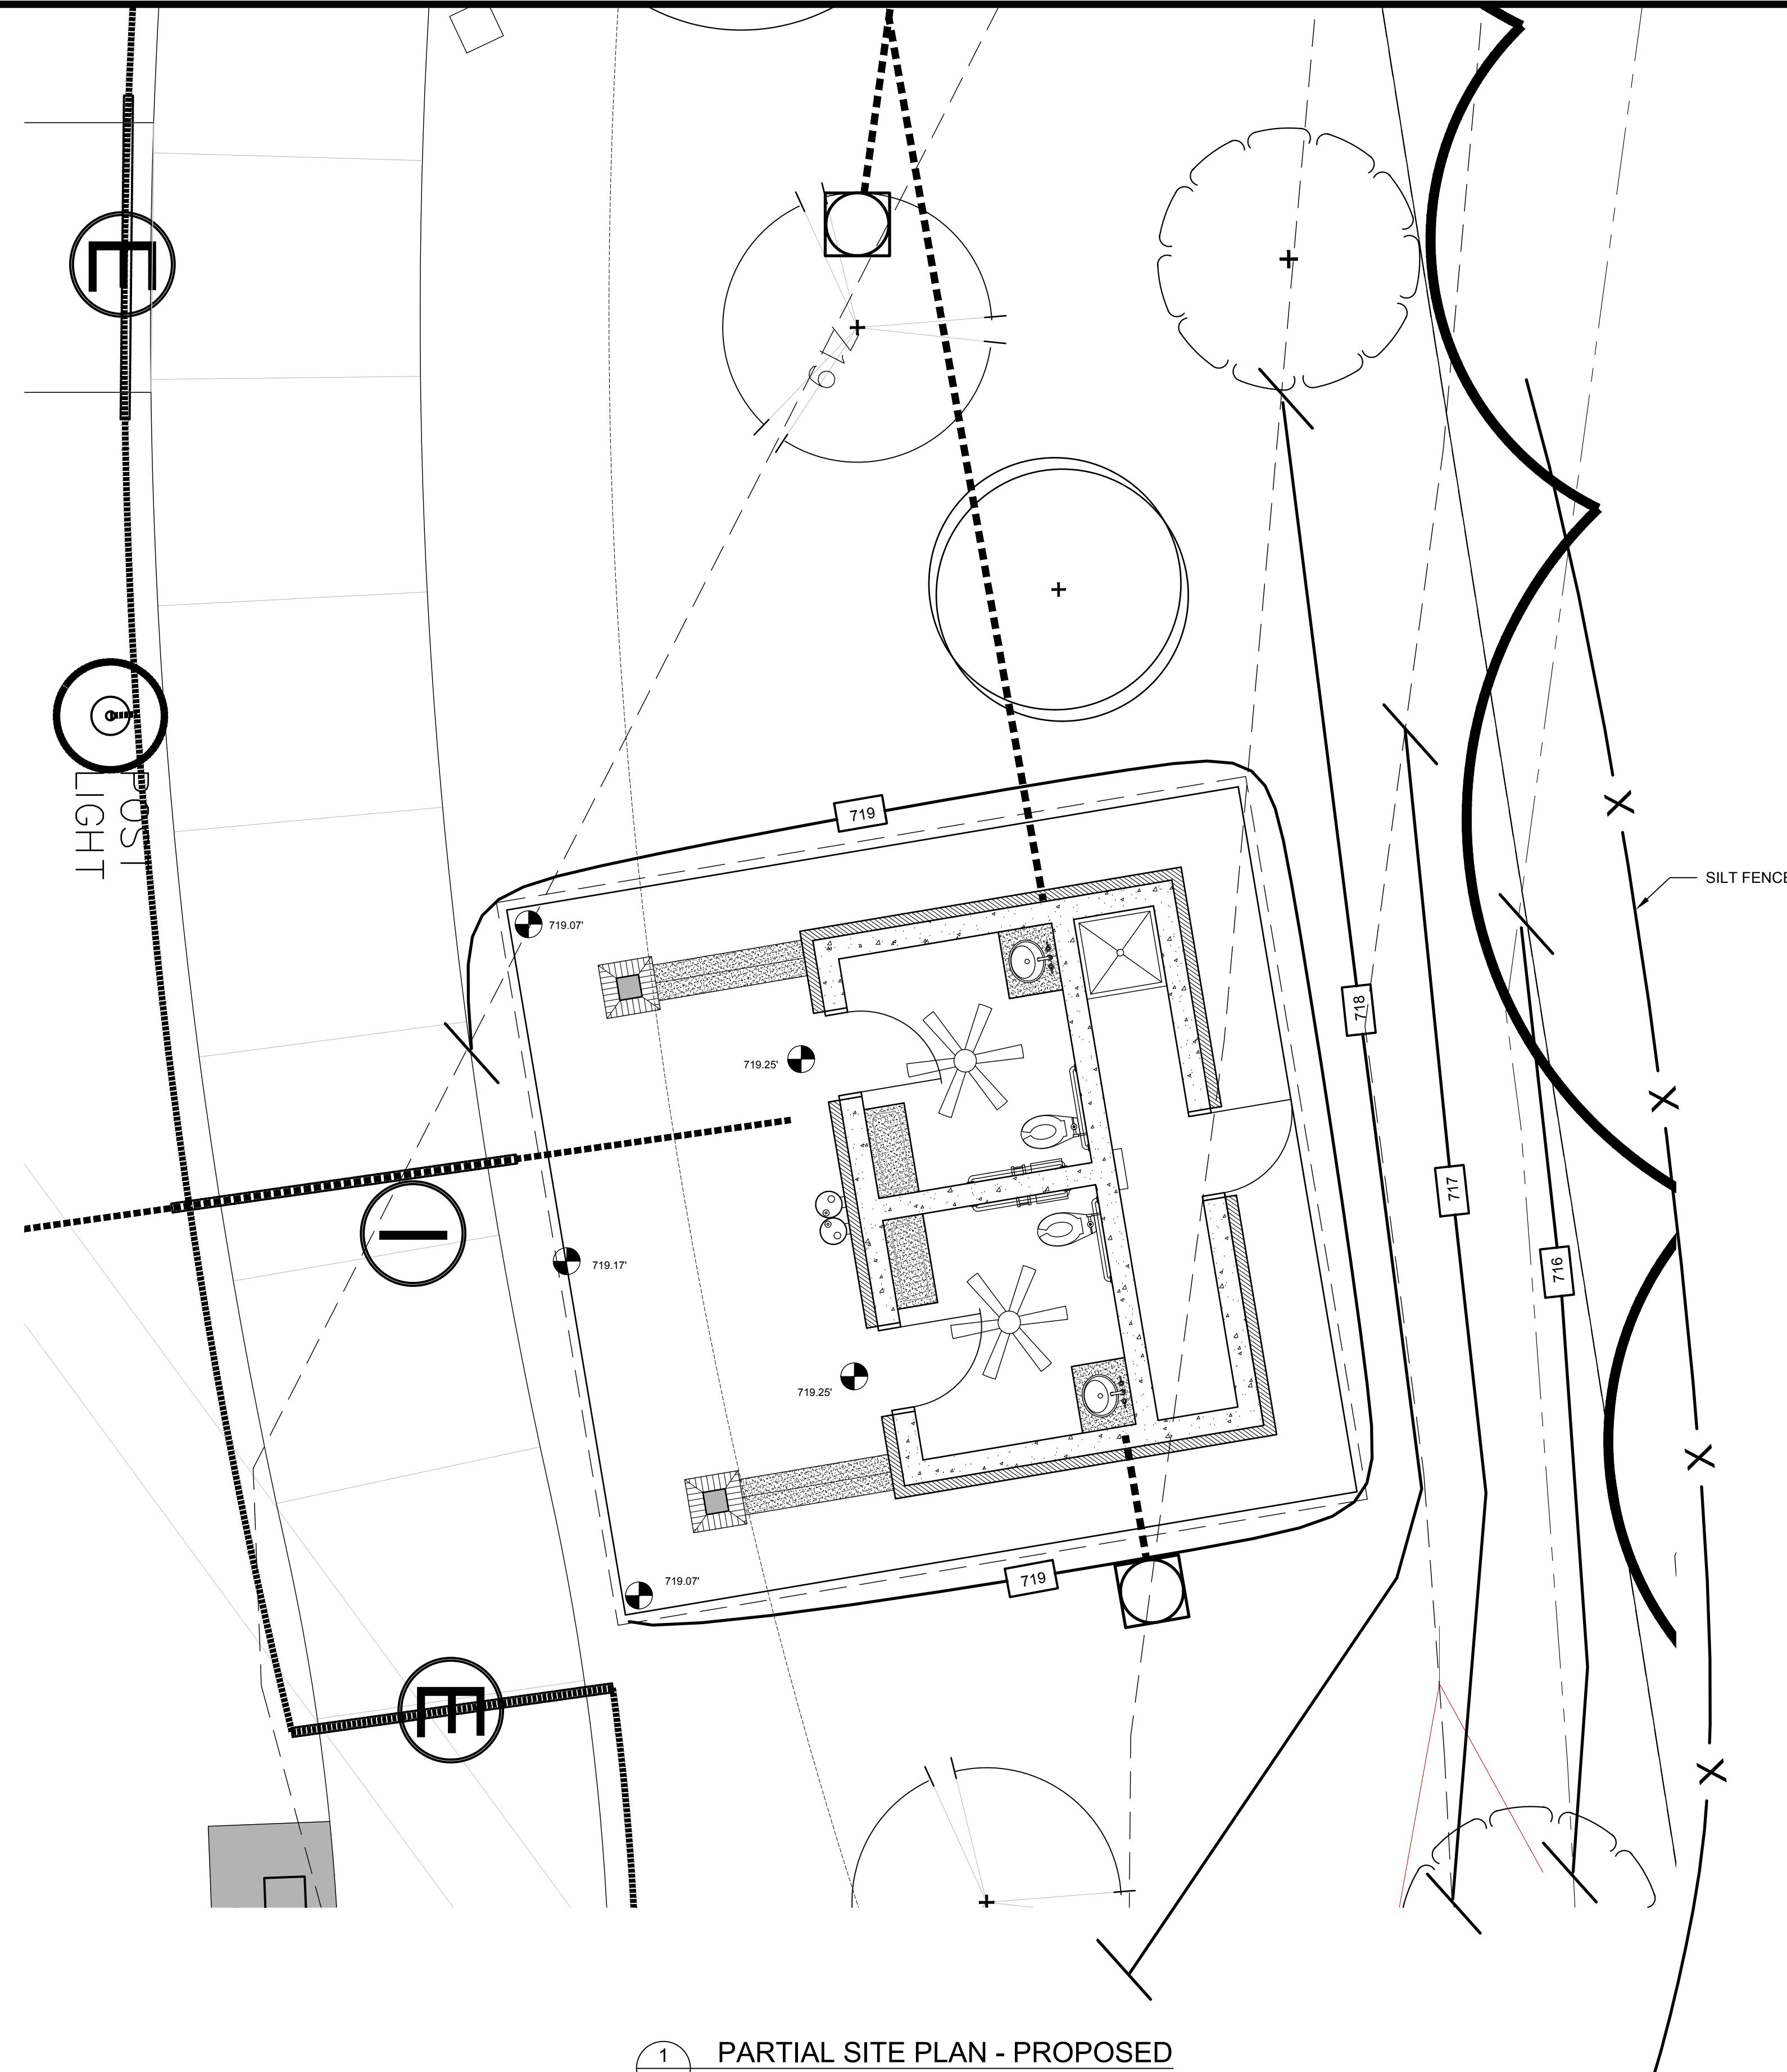 E
POST
LIGHT
719
SILT FENCE
X
719.07'
718
719.25'
X
717
719.17'
716
719.25'
X
719.07'
719
E
X
1
PARTIAL SITE PLAN - PROPOSED